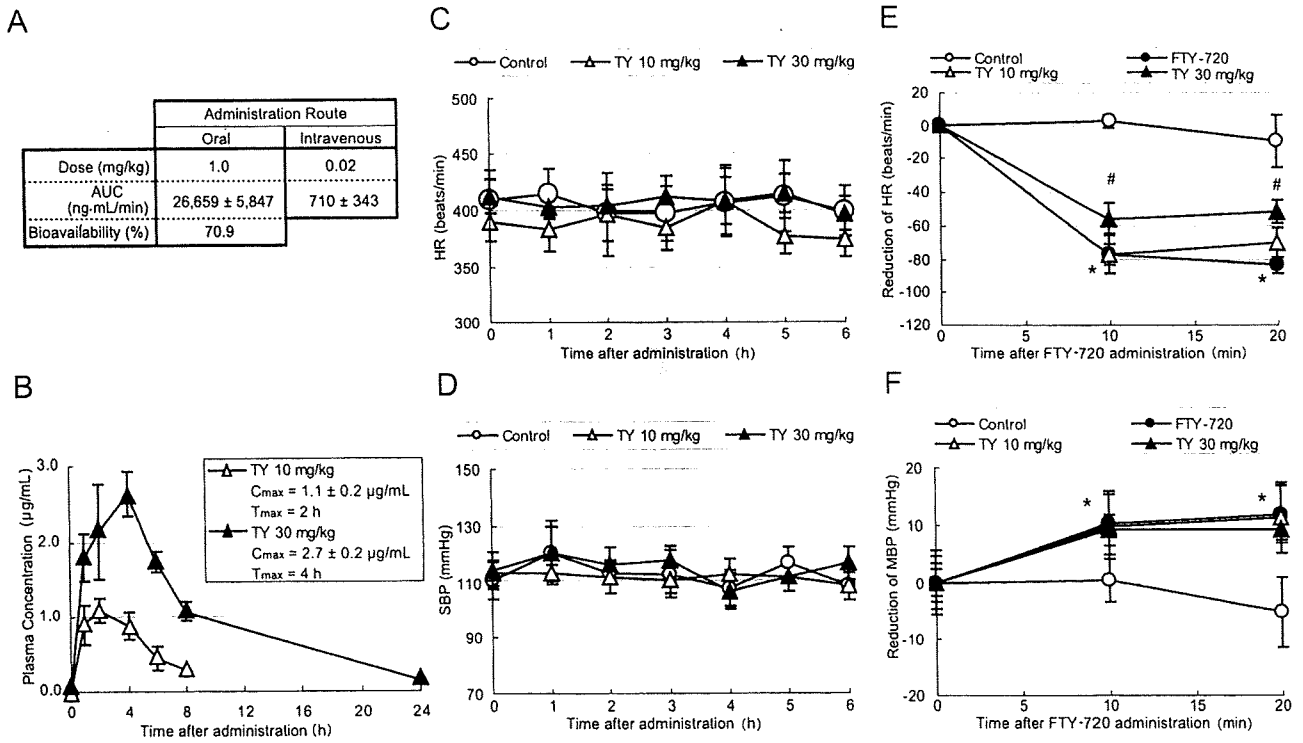 A
Administration Route
Oral Intravenous
Dose (mg/kg) 1.0 0.02
AUC (ng·mL/min) 26,659 ± 5,847 710 ± 343
Bioavailability (%) 70.9
B
Plasma Concentration (µg/mL)
3.0
2.0
1.0
0.0
TY 10 mg/kg
Cmax = 1.1 ± 0.2 µg/mL
Tmax = 2 h
TY 30 mg/kg
Cmax = 2.7 ± 0.2 µg/mL
Tmax = 4 h
0 4 8 12 16 20 24
Time after administration (h)
C
Control TY 10 mg/kg TY 30 mg/kg
HR (beats/min)
500
450
400
350
300
0 1 2 3 4 5 6
Time after administration (h)
D
Control TY 10 mg/kg TY 30 mg/kg
SBP (mmHg)
150
130
110
90
70
0 1 2 3 4 5 6
Time after administration (h)
E
Control FTY-720
TY 10 mg/kg TY 30 mg/kg
Reduction of HR (beats/min)
20
0
-20
-40
-60
-80
-100
-120
# #
* *
0 5 10 15 20
Time after FTY-720 administration (min)
F
Control FTY-720
TY 10 mg/kg TY 30 mg/kg
Reduction of MBP (mmHg)
20
10
0
-10
-20
* *
0 5 10 15 20
Time after FTY-720 administration (min)